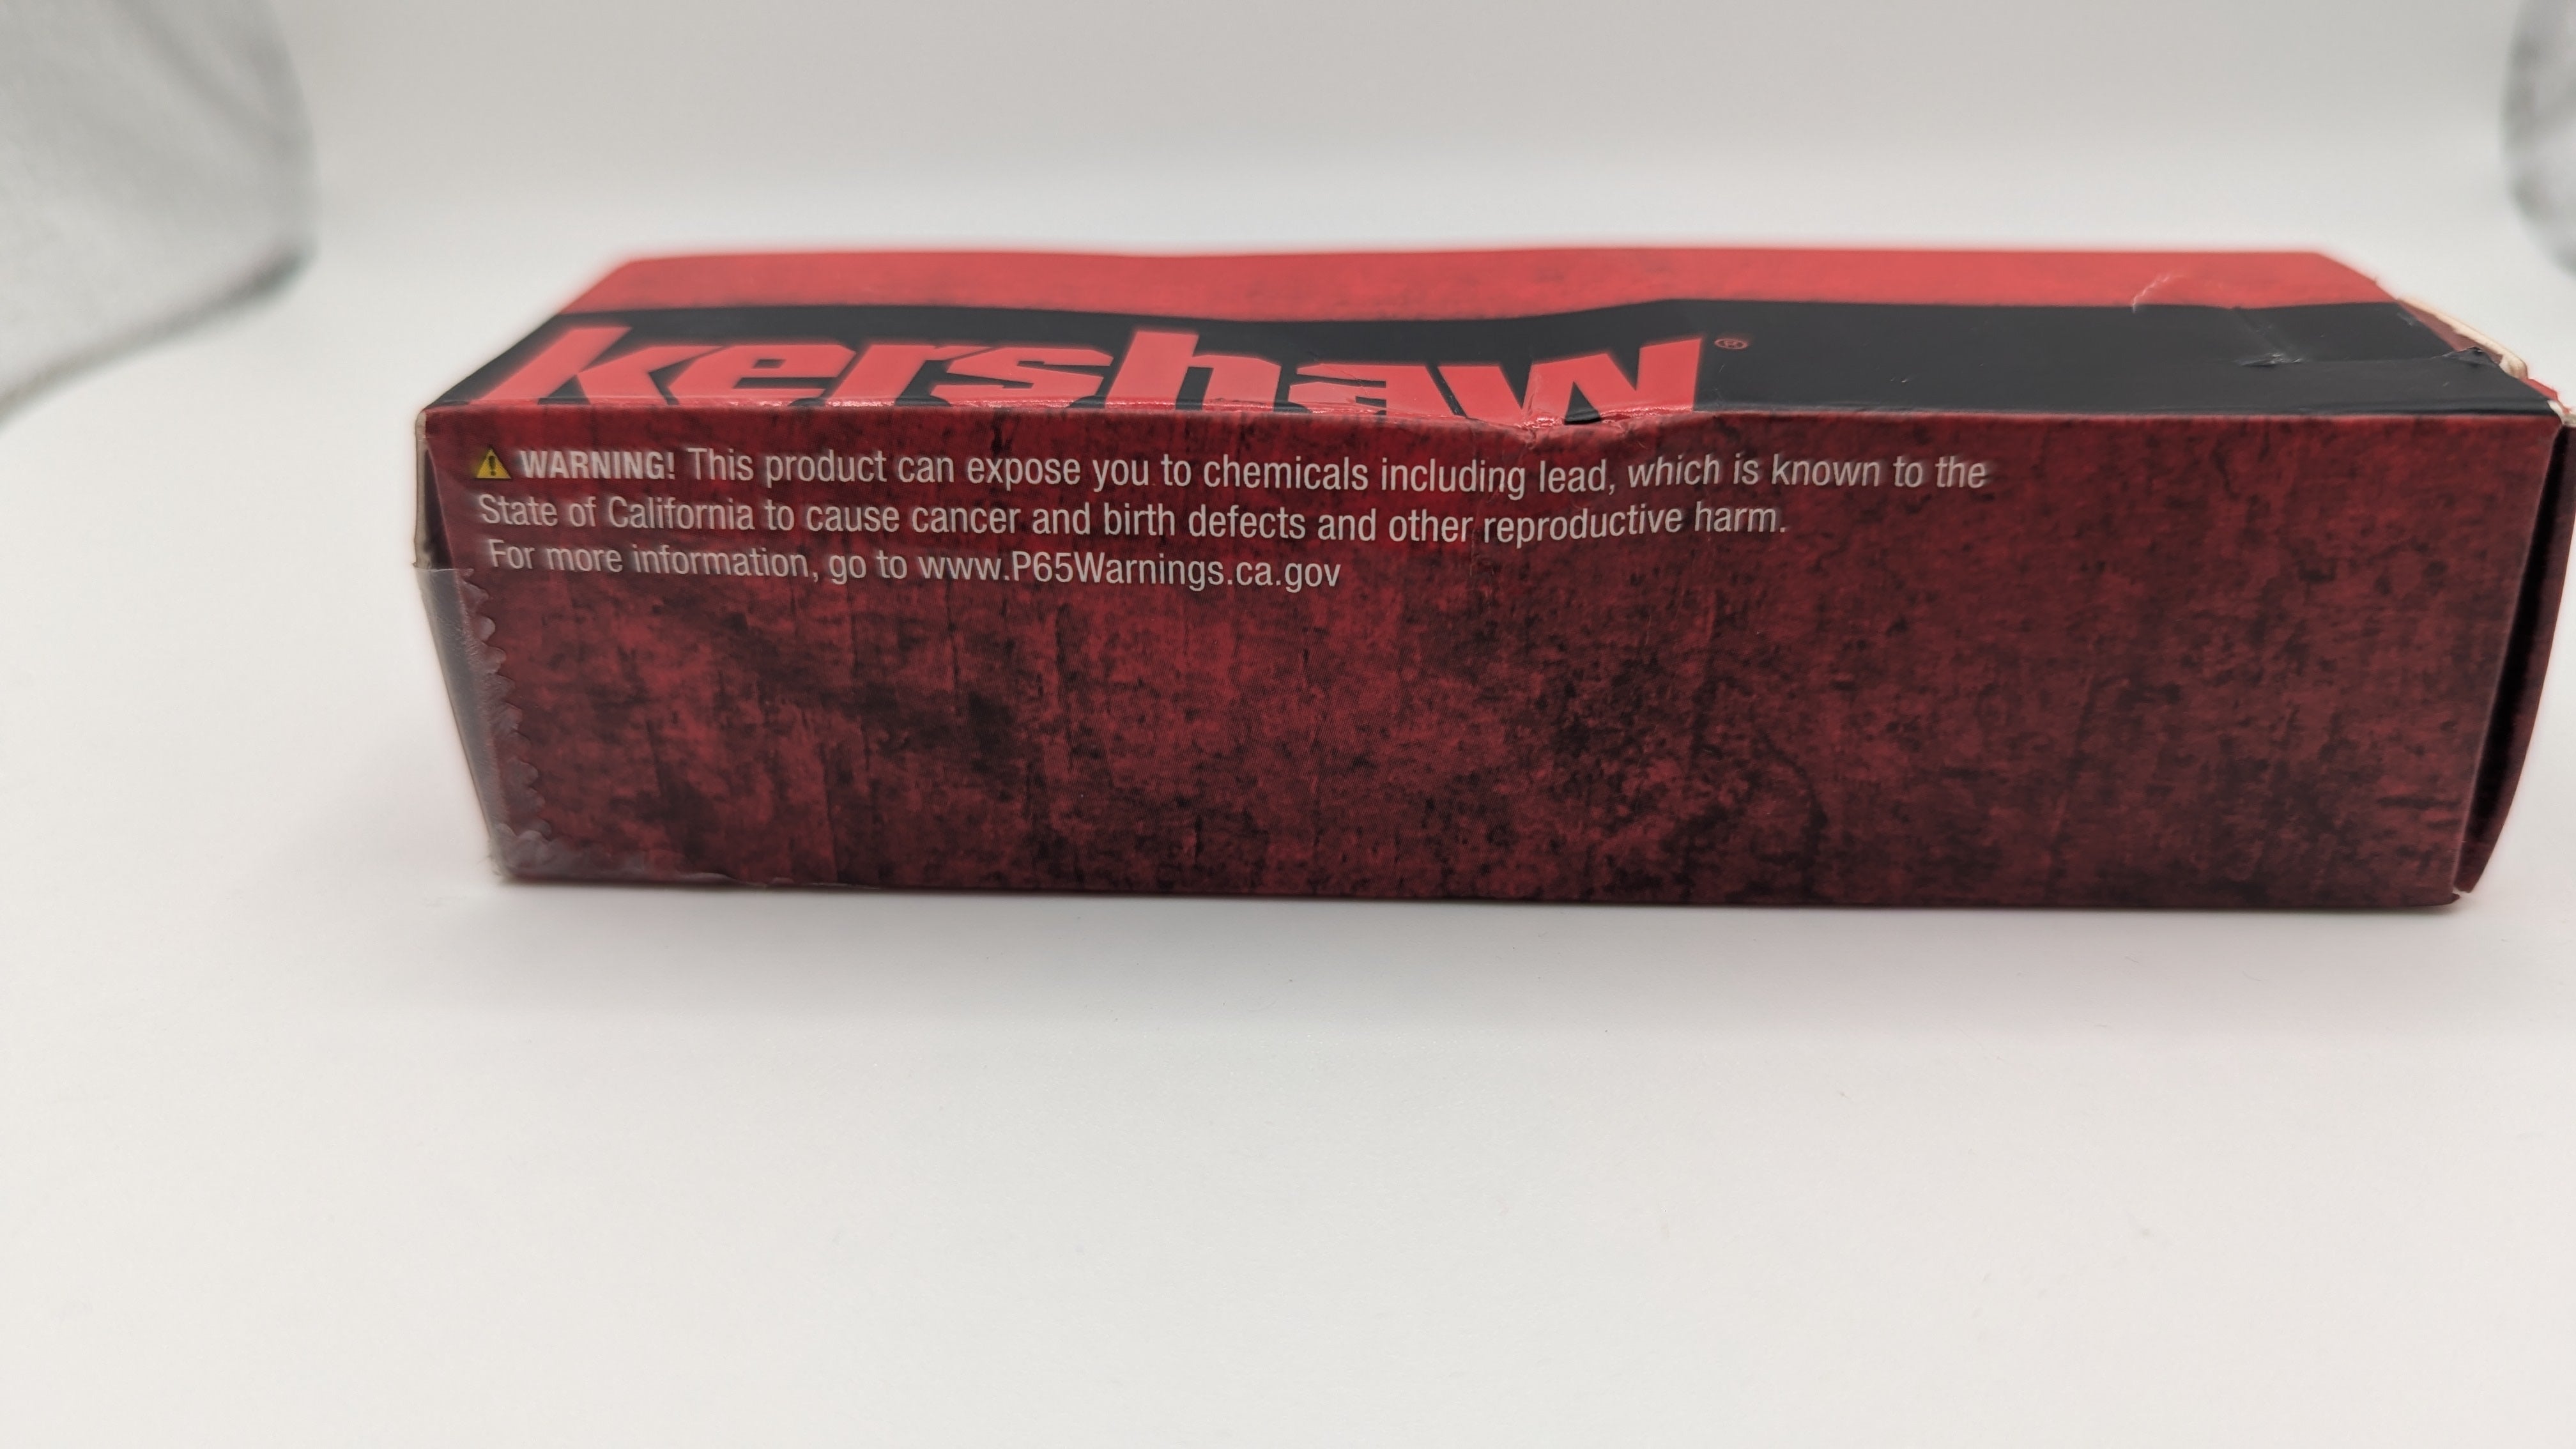 kershaw®
⚠ WARNING! This product can expose you to chemicals including lead, which is known to the
State of California to cause cancer and birth defects and other reproductive harm.
For more information, go to www.P65Warnings.ca.gov